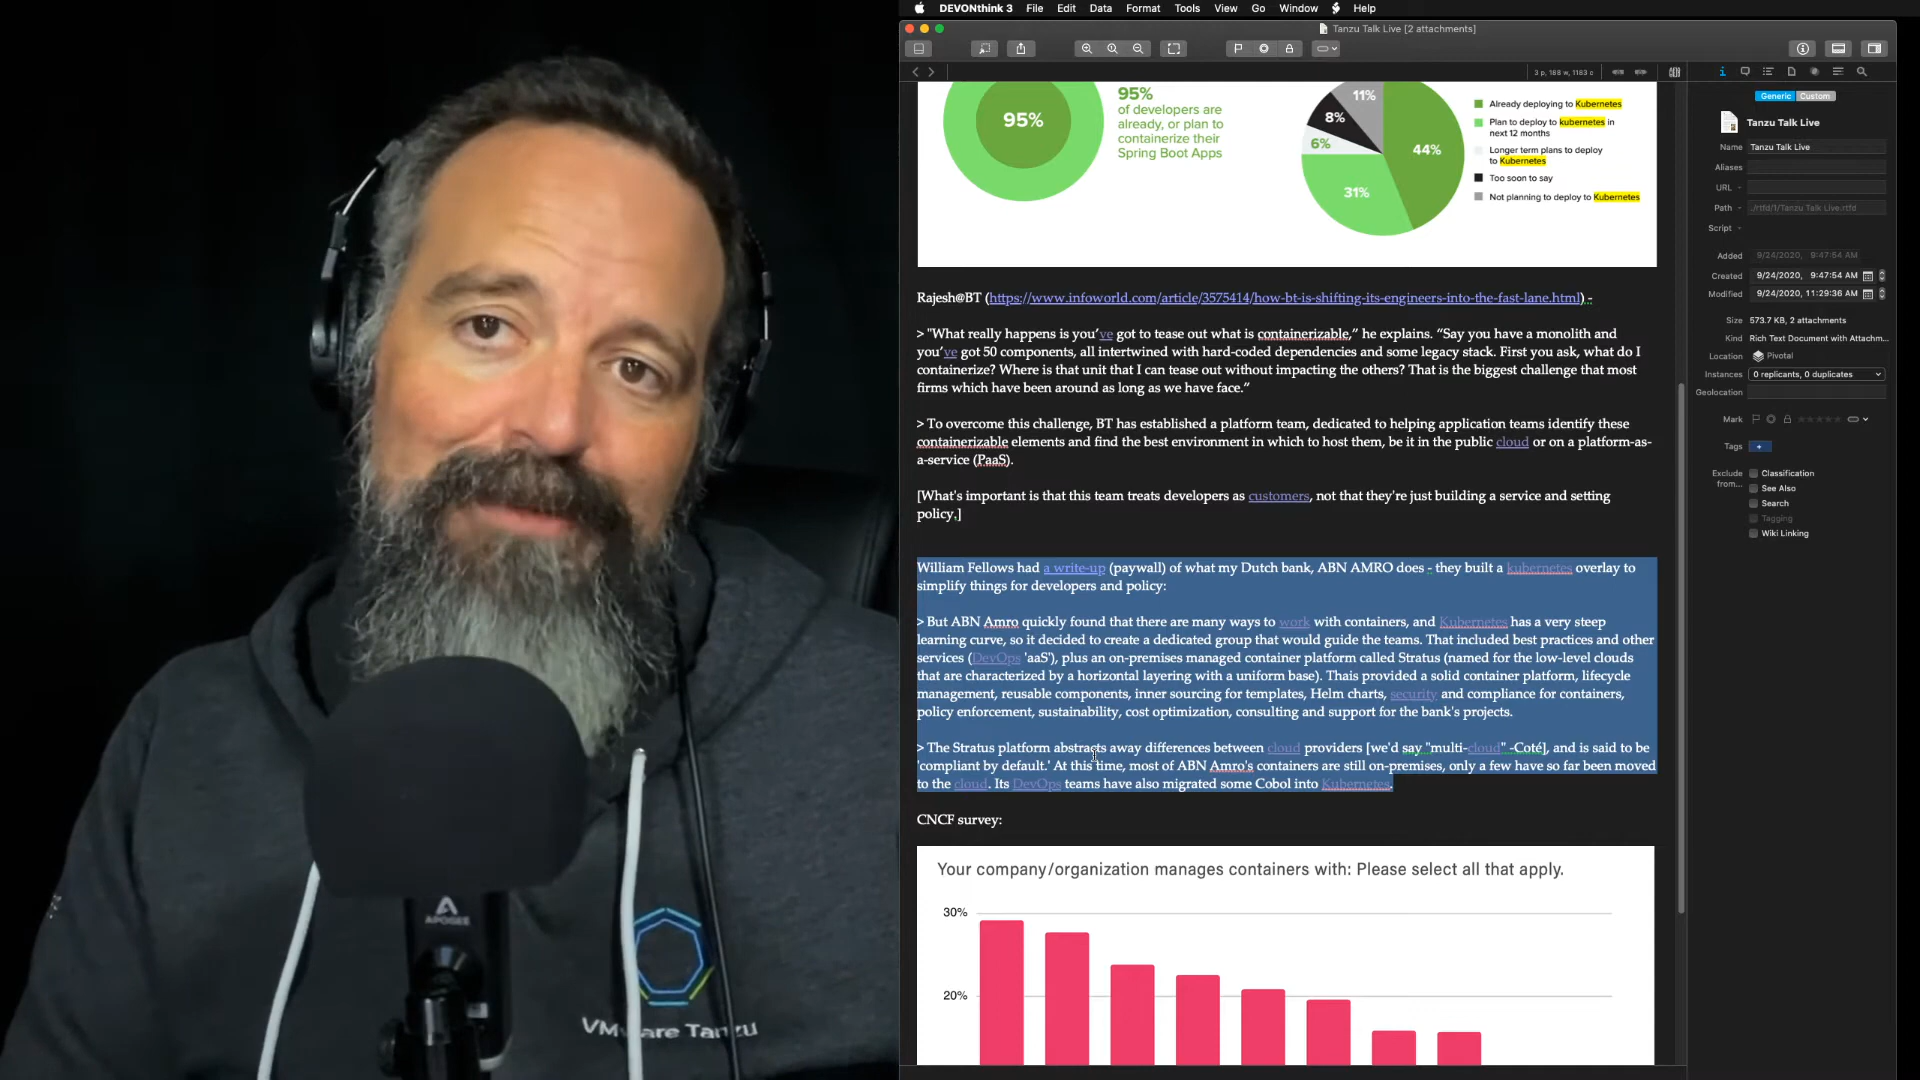 DEVONthink 3 File Edit Data Format Tools View Go Window Help
Tanzu Talk Live [2 attachments]
3 p, 188 w, 1183 c
95%
95%
of developers are
already, or plan to
containerize their
Spring Boot Apps
11%
8%
6%
44%
31%
Already deploying to Kubernetes
Plan to deploy to kubernetes in
next 12 months
Longer term plans to deploy
to Kubernetes
Too soon to say
Not planning to deploy to Kubernetes
Rajesh@BT (https://www.infoworld.com/article/3575414/how-bt-is-shifting-its-engineers-into-the-fast-lane.html) -
> "What really happens is you've got to tease out what is containerizable,” he explains. “Say you have a monolith and
you've got 50 components, all intertwined with hard-coded dependencies and some legacy stack. First you ask, what do I
containerize? Where is that unit that I can tease out without impacting the others? That is the biggest challenge that most
firms which have been around as long as we have face.”
> To overcome this challenge, BT has established a platform team, dedicated to helping application teams identify these
containerizable elements and find the best environment in which to host them, be it in the public cloud or on a platform-as-
a-service (PaaS).
[What's important is that this team treats developers as customers, not that they're just building a service and setting
policy.]
William Fellows had a write-up (paywall) of what my Dutch bank, ABN AMRO does - they built a kubernetes overlay to
simplify things for developers and policy:
> But ABN Amro quickly found that there are many ways to work with containers, and Kubernetes has a very steep
learning curve, so it decided to create a dedicated group that would guide the teams. That included best practices and other
services (DevOps 'aaS'), plus an on-premises managed container platform called Stratus (named for the low-level clouds
that are characterized by a horizontal layering with a uniform base). Thais provided a solid container platform, lifecycle
management, reusable components, inner sourcing for templates, Helm charts, security and compliance for containers,
policy enforcement, sustainability, cost optimization, consulting and support for the bank's projects.
> The Stratus platform abstracts away differences between cloud providers [we'd say "multi-cloud" -Coté], and is said to be
'compliant by default.' At this time, most of ABN Amro's containers are still on-premises, only a few have so far been moved
to the cloud. Its DevOps teams have also migrated some Cobol into Kubernetes.
CNCF survey:
Your company/organization manages containers with: Please select all that apply.
30%
20%
Generic Custom
Tanzu Talk Live
Name Tanzu Talk Live
Aliases
URL
Path ./rtfd/1/Tanzu Talk Live.rtfd
Script
Added 9/24/2020, 9:47:54 AM
Created 9/24/2020, 9:47:54 AM
Modified 9/24/2020, 11:29:36 AM
Size 573.7 KB, 2 attachments
Kind Rich Text Document with Attachm...
Location Pivotal
Instances 0 replicants, 0 duplicates
Geolocation
Mark
Tags +
Exclude from... Classification
See Also
Search
Tagging
Wiki Linking
APOGEE
VMware Tanzu